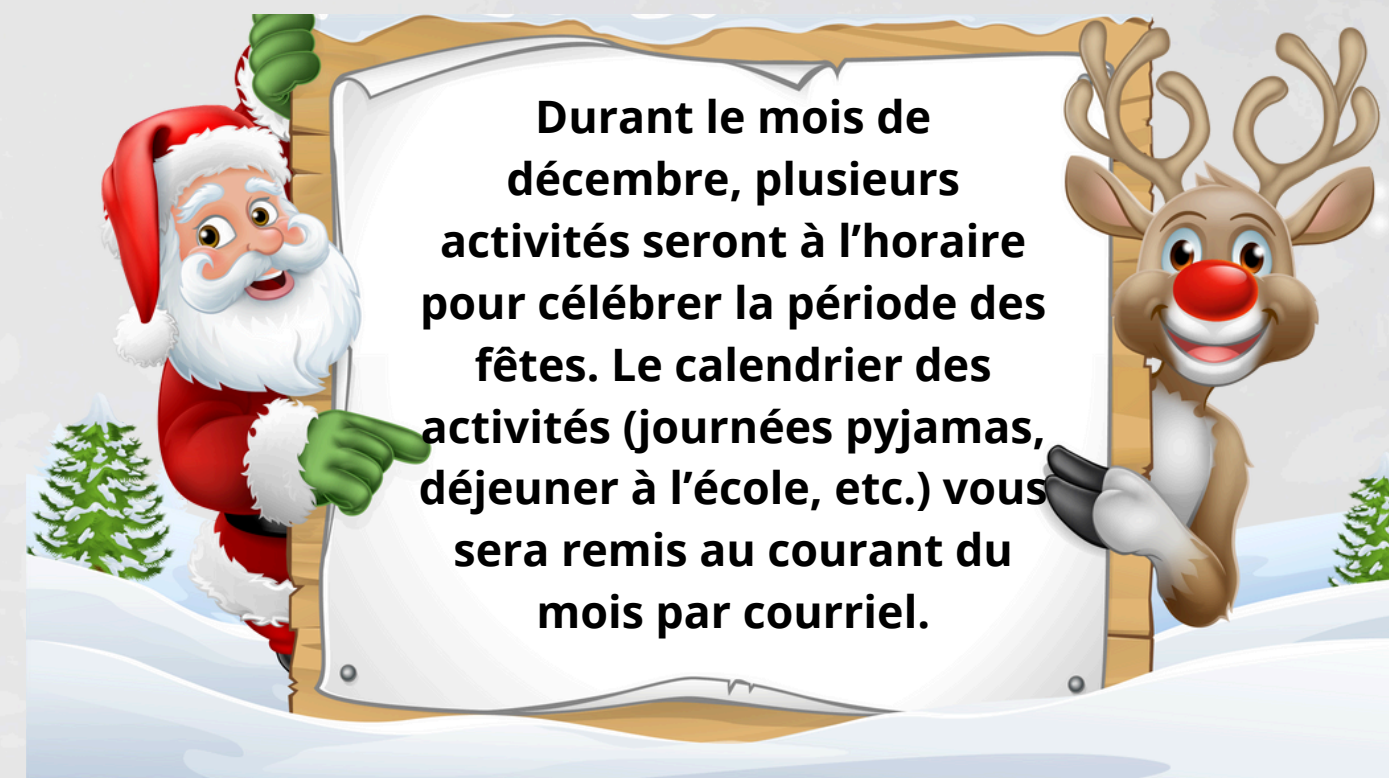 Durant le mois de
décembre, plusieurs
activités seront à l’horaire
pour célébrer la période des
fêtes. Le calendrier des
activités (journées pyjamas,
déjeuner à l’école, etc.) vous
sera remis au courant du
mois par courriel.